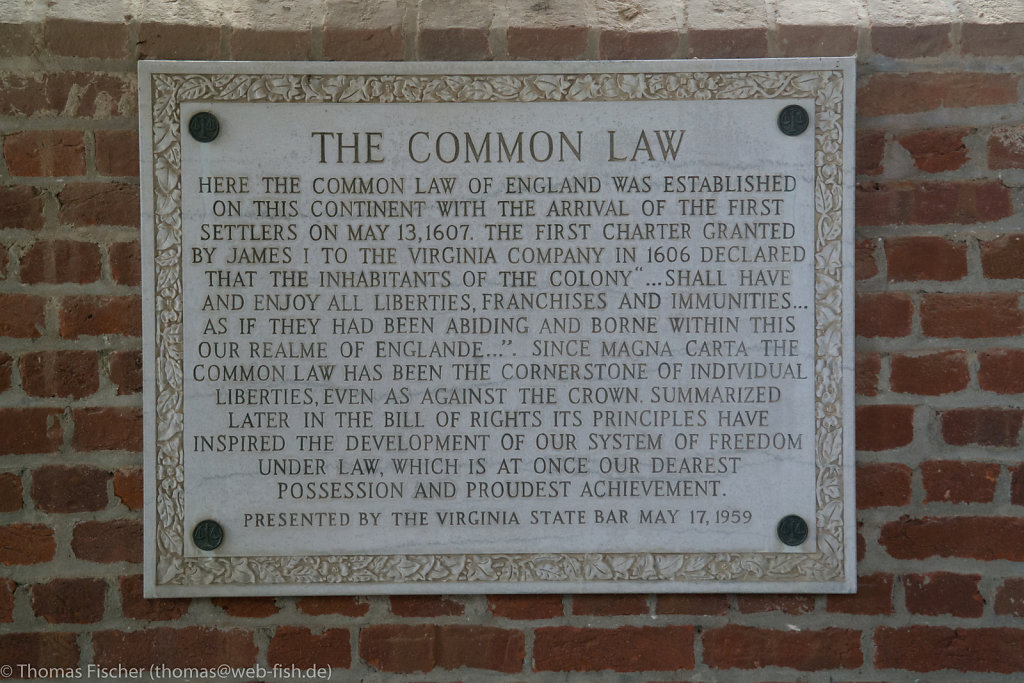 THE COMMON LAW
HERE THE COMMON LAW OF ENGLAND WAS ESTABLISHED
ON THIS CONTINENT WITH THE ARRIVAL OF THE FIRST
SETTLERS ON MAY 13, 1607. THE FIRST CHARTER GRANTED
BY JAMES I TO THE VIRGINIA COMPANY IN 1606 DECLARED
THAT THE INHABITANTS OF THE COLONY "...SHALL HAVE
AND ENJOY ALL LIBERTIES, FRANCHISES AND IMMUNITIES...
AS IF THEY HAD BEEN ABIDING AND BORNE WITHIN THIS
OUR REALME OF ENGLANDE...". SINCE MAGNA CARTA THE
COMMON LAW HAS BEEN THE CORNERSTONE OF INDIVIDUAL
LIBERTIES, EVEN AS AGAINST THE CROWN. SUMMARIZED
LATER IN THE BILL OF RIGHTS ITS PRINCIPLES HAVE
INSPIRED THE DEVELOPMENT OF OUR SYSTEM OF FREEDOM
UNDER LAW, WHICH IS AT ONCE OUR DEAREST
POSSESSION AND PROUDEST ACHIEVEMENT.
PRESENTED BY THE VIRGINIA STATE BAR MAY 17, 1959
© Thomas Fischer (thomas@web-fish.de)